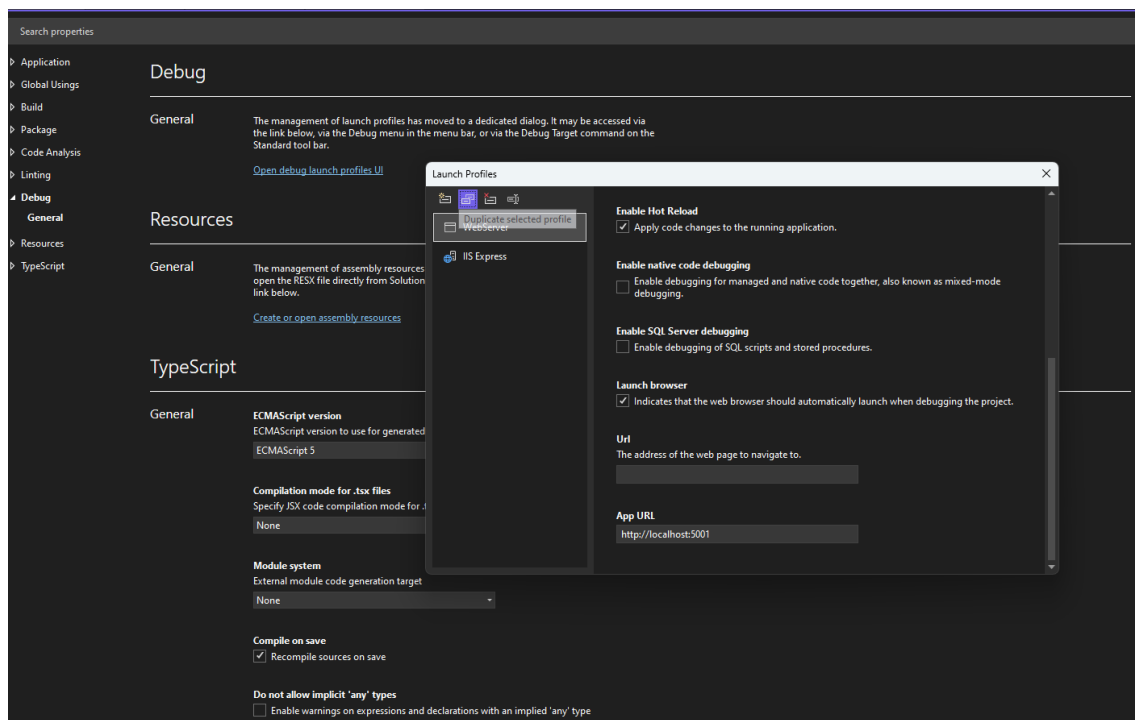 Search properties
Application
Global Usings
Build
Package
Code Analysis
Linting
Debug
General
Resources
TypeScript
Debug
General
The management of launch profiles has moved to a dedicated dialog. It may be accessed via
the link below, via the Debug menu in the menu bar, or via the Debug Target command on the
Standard tool bar.
Open debug launch profiles UI
Resources
General
The management of assembly resources
open the RESX file directly from Solution
link below.
Create or open assembly resources
TypeScript
General
ECMAScript version
ECMAScript version to use for generated
ECMAScript 5
Compilation mode for .tsx files
Specify JSX code compilation mode for .
None
Module system
External module code generation target
None
Compile on save
Recompile sources on save
Do not allow implicit 'any' types
Enable warnings on expressions and declarations with an implied 'any' type
Launch Profiles
Duplicate selected profile
WebServer
IIS Express
Enable Hot Reload
Apply code changes to the running application.
Enable native code debugging
Enable debugging for managed and native code together, also known as mixed-mode
debugging.
Enable SQL Server debugging
Enable debugging of SQL scripts and stored procedures.
Launch browser
Indicates that the web browser should automatically launch when debugging the project.
Url
The address of the web page to navigate to.
App URL
http://localhost:5001